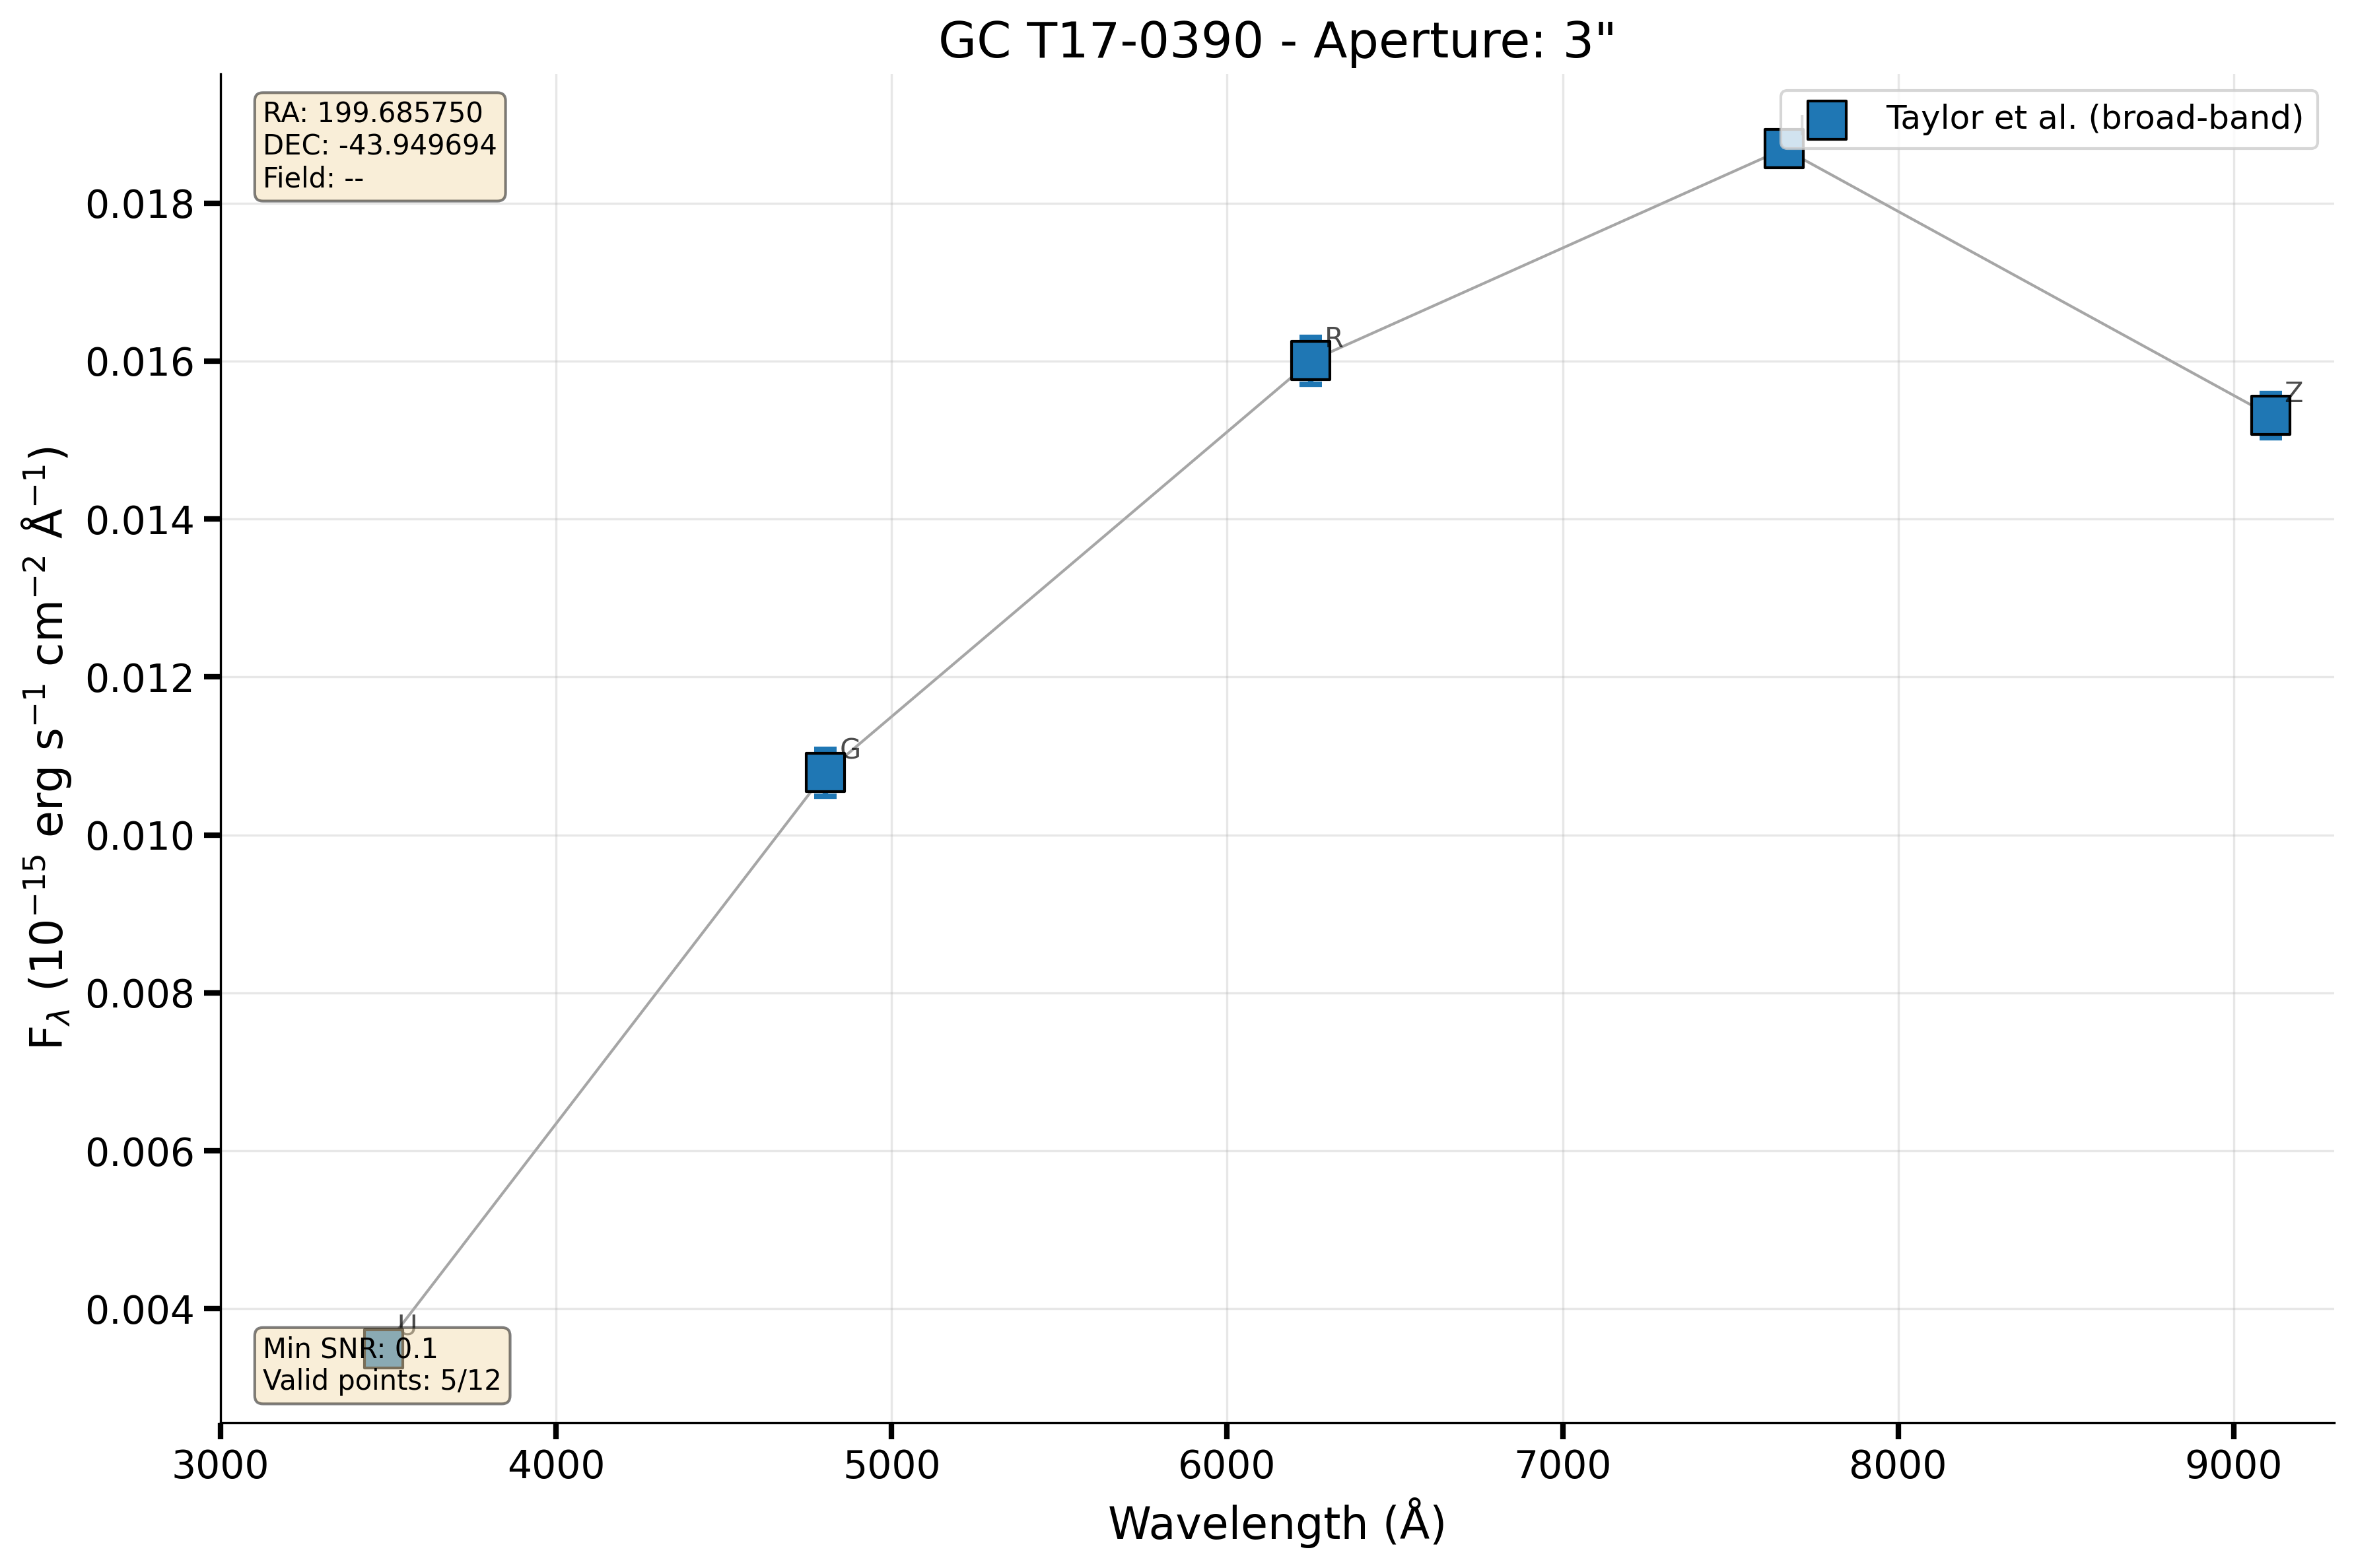 GC T17-0390 - Aperture: 3"
RA: 199.685750
DEC: -43.949694
Field: --
Taylor et al. (broad-band)
0.018
0.016
0.014
0.012
0.010
0.008
0.006
0.004
R
Z
G
U
Min SNR: 0.1
Valid points: 5/12
F_λ (10⁻¹⁵ erg s⁻¹ cm⁻² Å⁻¹)
3000 4000 5000 6000 7000 8000 9000
Wavelength (Å)